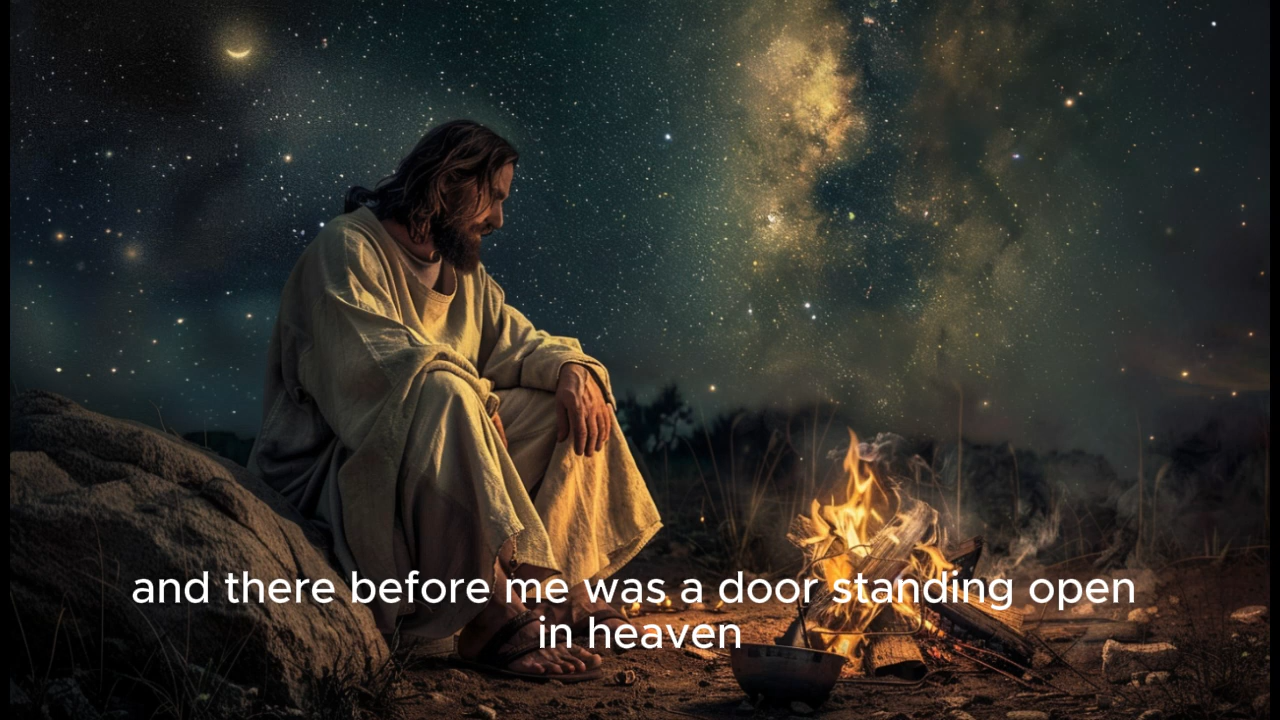 and there before me was a door standing open
in heaven